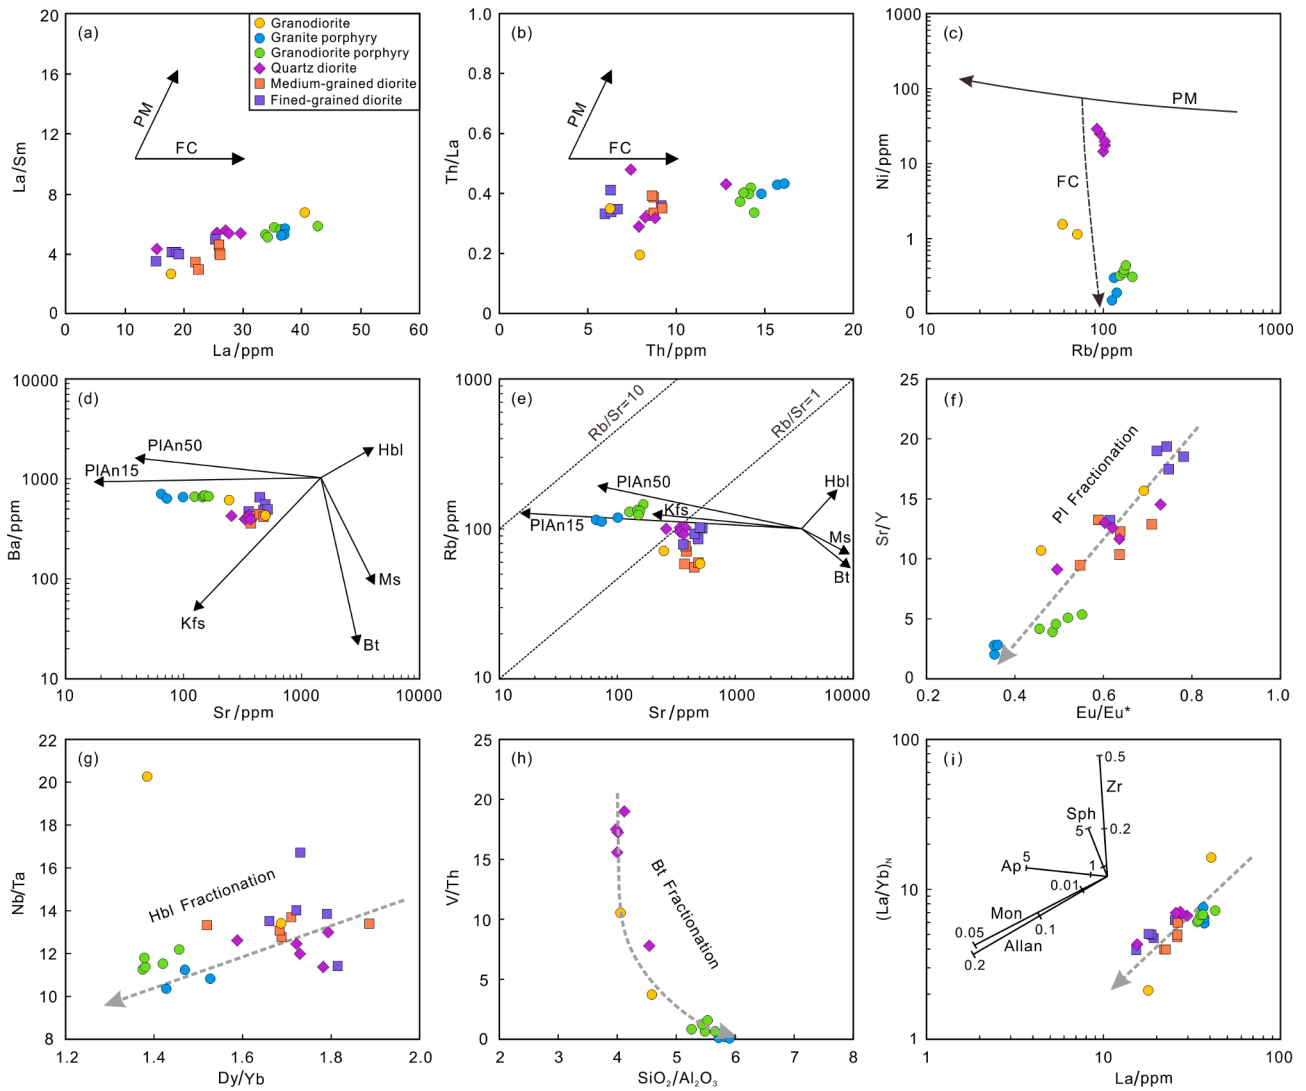 (a)
20
16
12
8
4
0
0
10
20
30
40
50
60
La/Sm
La/ppm
PM
FC
Granodiorite
Granite porphyry
Granodiorite porphyry
Quartz diorite
Medium-grained diorite
Fined-grained diorite
(b)
1.0
0.8
0.6
0.4
0.2
0
0
5
10
15
20
Th/La
Th/ppm
PM
FC
(c)
1000
100
10
1
0
10
100
1000
Ni/ppm
Rb/ppm
PM
FC
(d)
10000
1000
100
10
10
100
1000
10000
Ba/ppm
Sr/ppm
PlAn50
PlAn15
Hbl
Ms
Kfs
Bt
(e)
1000
100
10
10
100
1000
10000
Rb/ppm
Sr/ppm
Rb/Sr=10
Rb/Sr=1
PlAn50
Kfs
PlAn15
Hbl
Ms
Bt
(f)
25
20
15
10
5
0
0.2
0.4
0.6
0.8
1.0
Sr/Y
Eu/Eu*
Pl Fractionation
(g)
22
20
18
16
14
12
10
8
1.2
1.4
1.6
1.8
2.0
Nb/Ta
Dy/Yb
Hbl Fractionation
(h)
25
20
15
10
5
0
2
3
4
5
6
7
8
V/Th
SiO₂/Al₂O₃
Bt Fractionation
(i)
100
10
1
1
10
100
(La/Yb)N
La/ppm
0.5
Zr
Sph
5
0.2
5
Ap
1
0.01
Mon
0.1
0.05
Allan
0.2